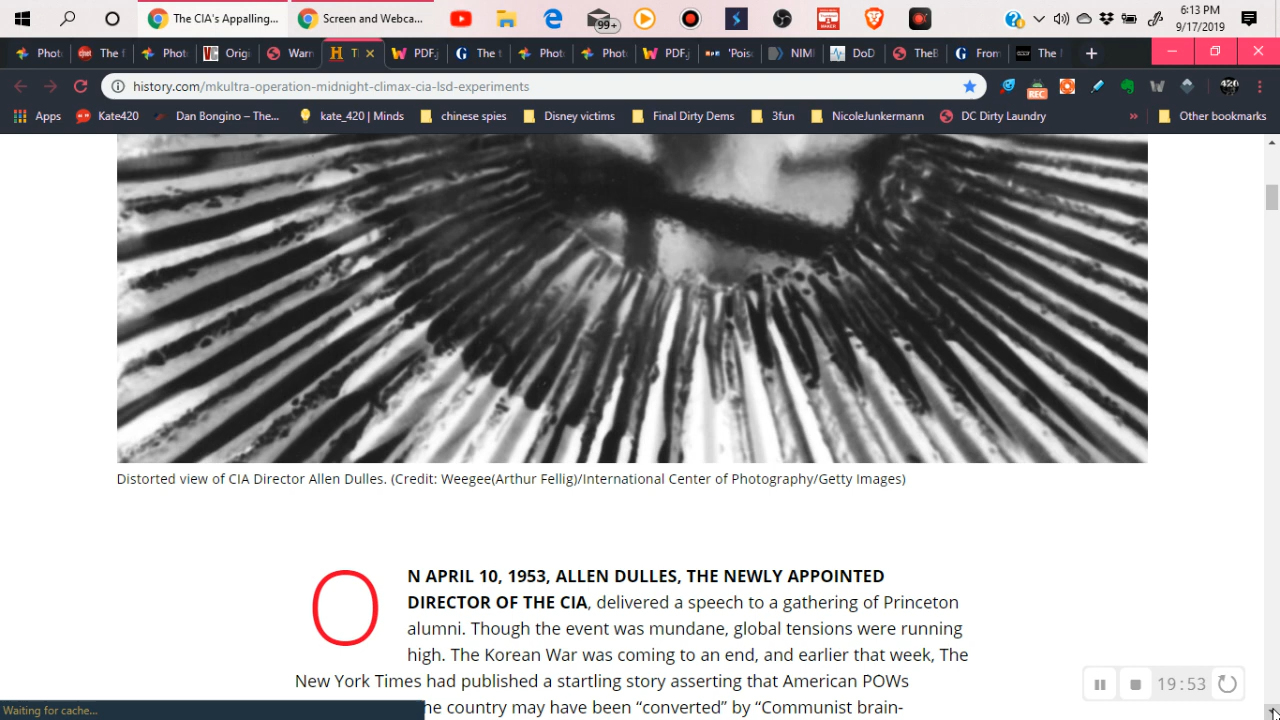 The CIA's Appalling...
Screen and Webca...
99+
6:13 PM
9/17/2019
Phot
The f
Phot
Origi
Warn
T
PDF.j
The t
Phot
Phot
PDF.j
'Pois
NIMI
DoD
TheB
From
The
history.com/mkultra-operation-midnight-climax-cia-lsd-experiments
REC
420
Apps
Kate420
Dan Bongino – The...
kate_420 | Minds
chinese spies
Disney victims
Final Dirty Dems
3fun
NicoleJunkermann
DC Dirty Laundry
»
Other bookmarks
Distorted view of CIA Director Allen Dulles. (Credit: Weegee(Arthur Fellig)/International Center of Photography/Getty Images)
ON APRIL 10, 1953, ALLEN DULLES, THE NEWLY APPOINTED
DIRECTOR OF THE CIA, delivered a speech to a gathering of Princeton
alumni. Though the event was mundane, global tensions were running
high. The Korean War was coming to an end, and earlier that week, The
New York Times had published a startling story asserting that American POWs
he country may have been “converted” by “Communist brain-
19:53
Waiting for cache...